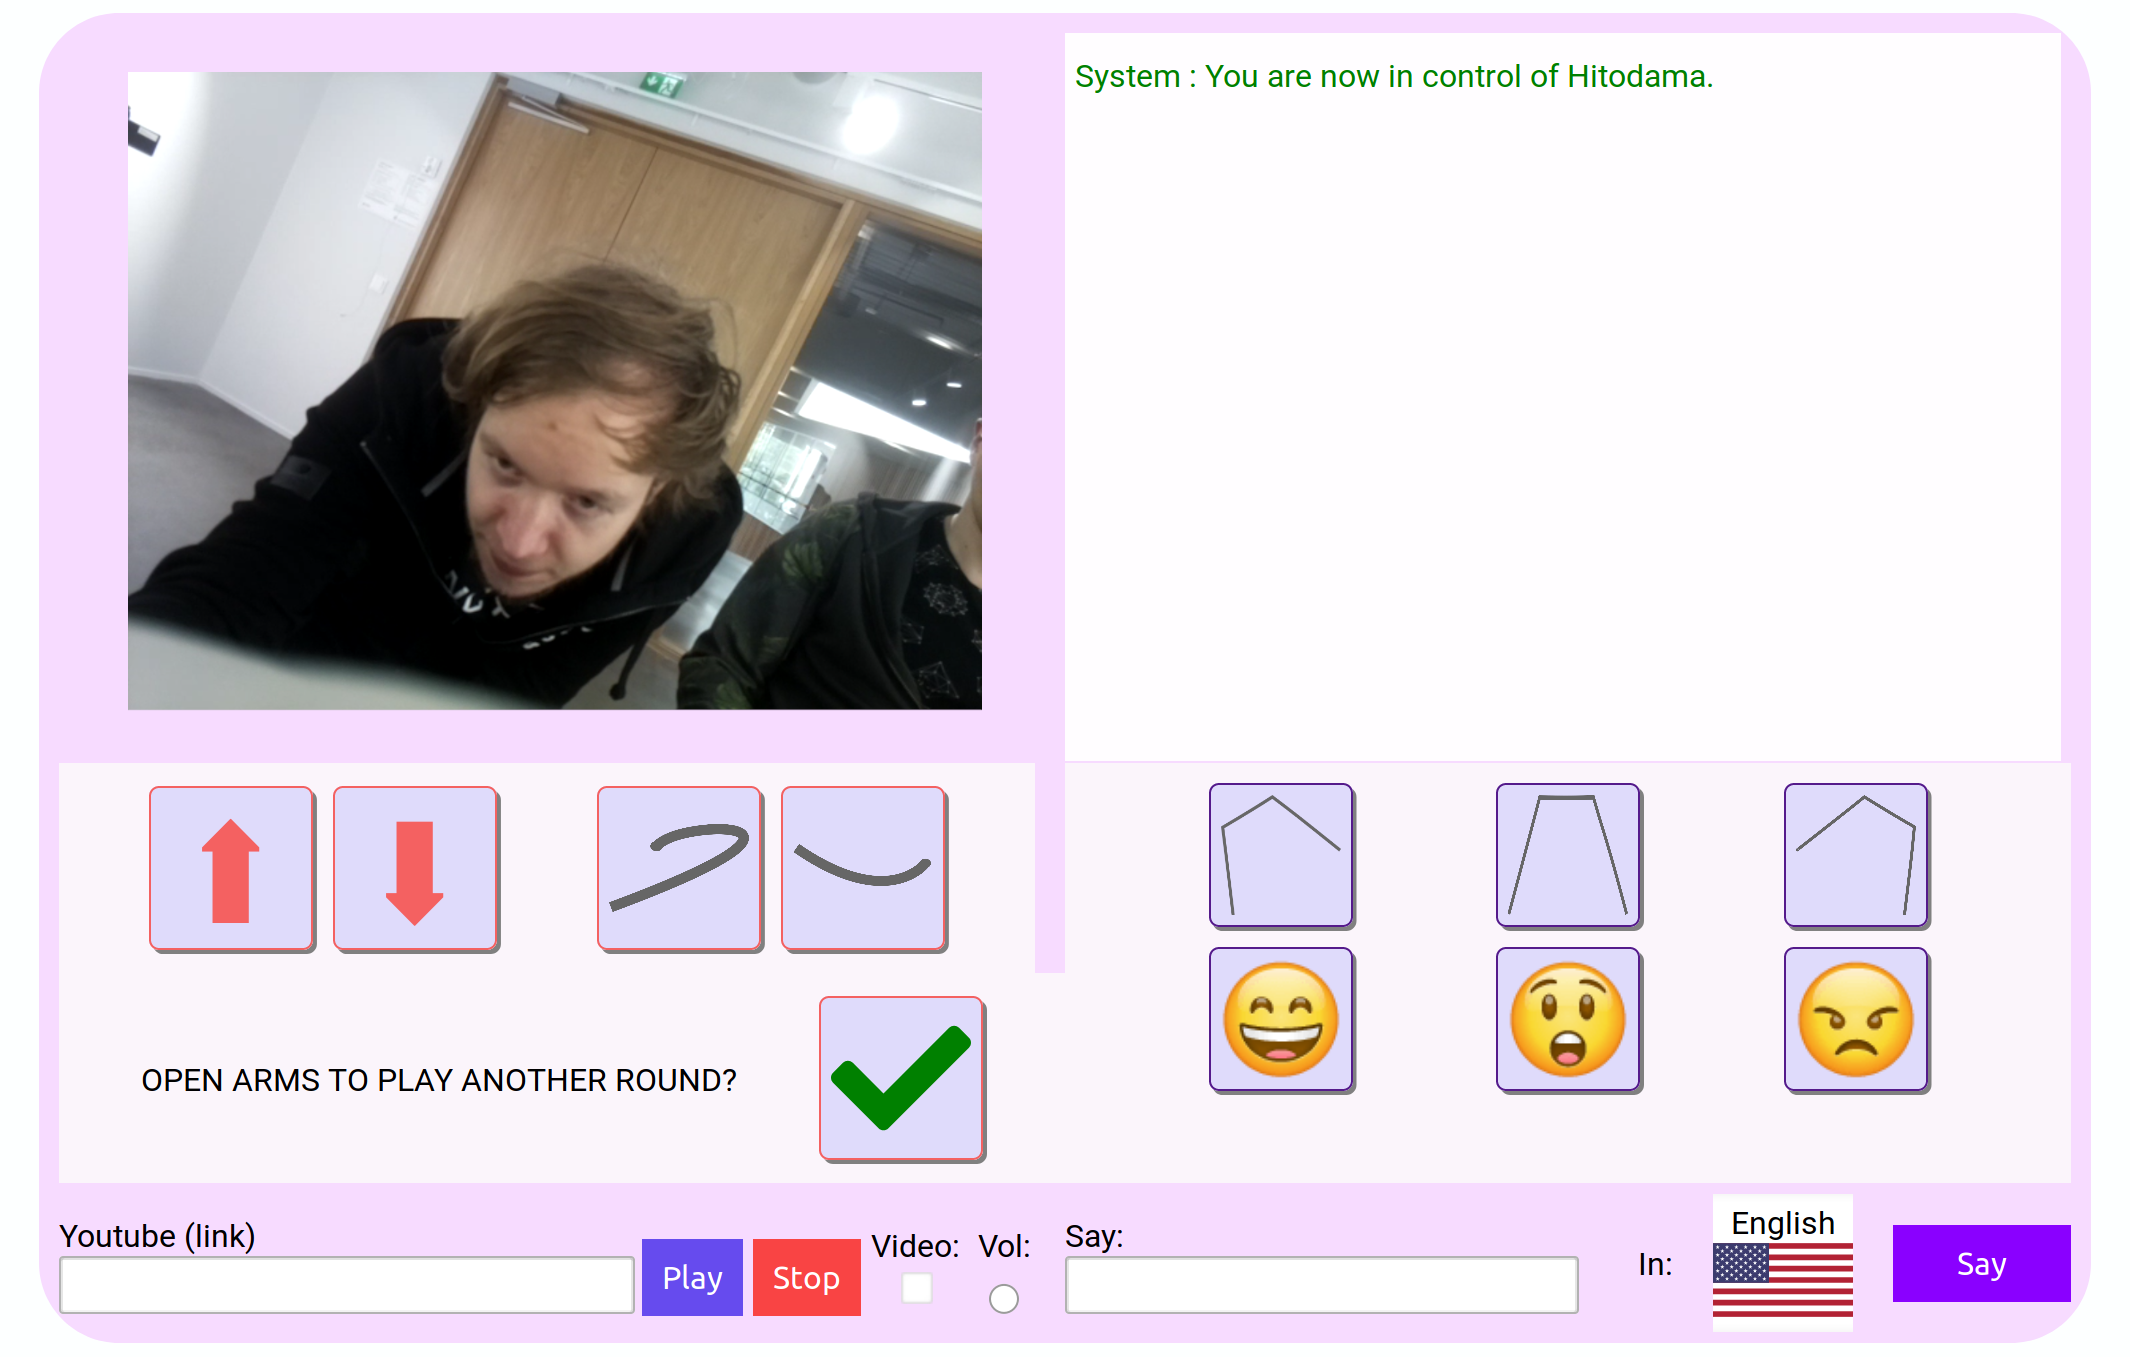 System : You are now in control of Hitodama.
OPEN ARMS TO PLAY ANOTHER ROUND?
Youtube (link)
Play
Stop
Video:
Vol:
Say:
In:
English
Say